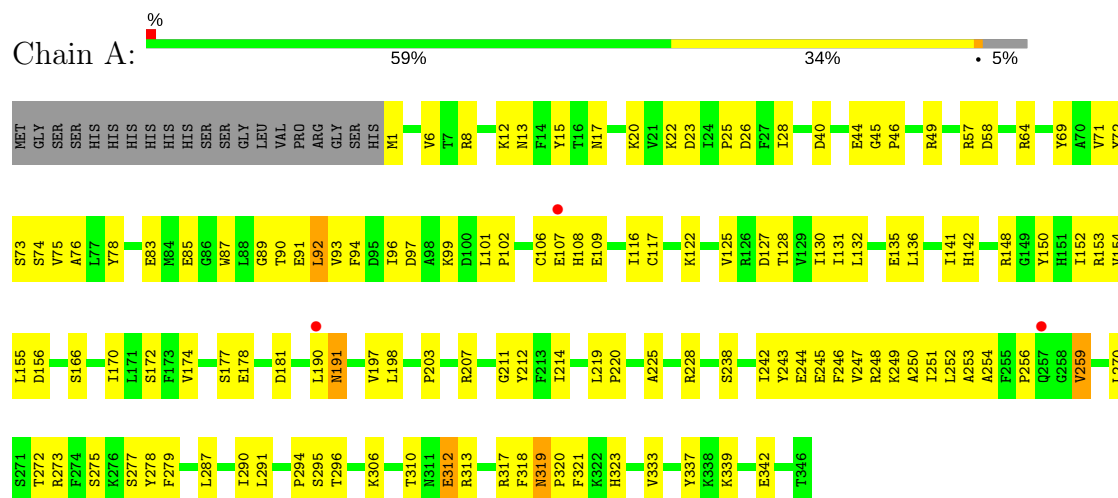 %
Chain A:
59% 34% • 5%
MET GLY SER SER HIS HIS HIS HIS HIS HIS SER SER GLY LEU VAL PRO ARG GLY SER HIS M1 V6 T7 R8 K12 N13 F14 Y15 T16 N17 K20 V21 K22 D23 I24 P25 D26 F27 I28 D40 E44 G45 P46 R49 R57 D58 R64 Y69 A70 V71
S73 S74 V75 A76 L77 Y78 E83 M84 E85 G86 W87 L88 G89 T90 E91 L92 V93 F94 D95 I96 D97 A98 K99 D100 L101 P102 C106 E107 H108 E109 I116 C117 K122 V125 R126 D127 T128 V129 I130 I131 L132 E135 L136 I141 H142 R148 G149 Y150 H151 I152 R153
L155 D156 S166 I170 L171 S172 F173 V174 S177 E178 D181 L190 N191 V197 L198 P203 R207 G211 Y212 F213 I214 L219 P220 A225 R228 S238 I242 Y243 E244 E245 F246 V247 R248 K249 A250 I251 L252 A253 A254 F255 P256 Q257 G258 V259
S271 T272 R273 F274 S275 K276 S277 Y278 F279 L287 I290 L291 P294 S295 T296 K306 T310 N311 E312 R313 R317 F318 N319 P320 F321 K322 H323 V333 Y337 K338 K339 E342 T346